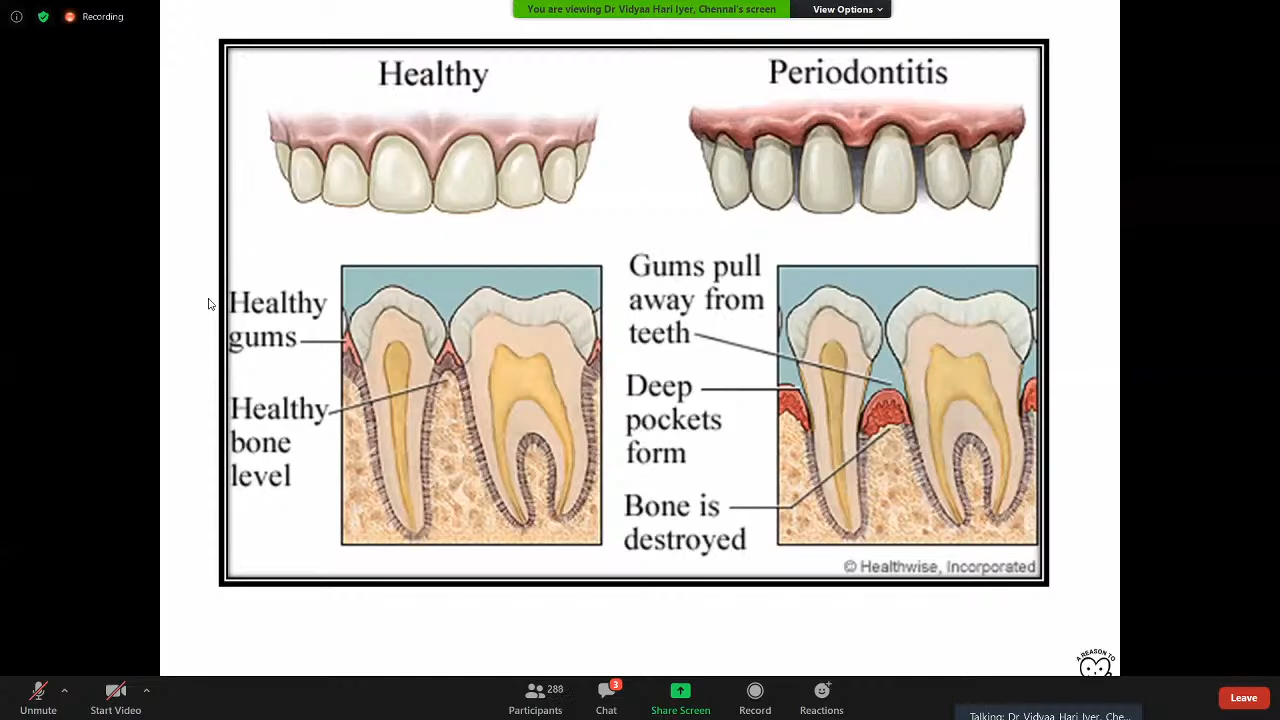 Recording
You are viewing Dr Vidyaa Hari Iyer, Chennai's screen
View Options
Healthy
Periodontitis
Healthy
gums
Healthy
bone
level
Gums pull
away from
teeth
Deep
pockets
form
Bone is
destroyed
© Healthwise, Incorporated
A REASON TO
Unmute
Start Video
288
Participants
3
Chat
Share Screen
Record
Reactions
Leave
Talking: Dr Vidyaa Hari Iyer, Che...